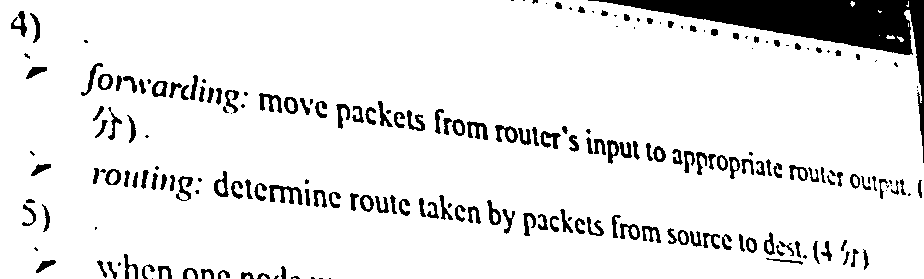 4)
➤ forwarding: move packets from router's input to appropriate router output. (
分).
➤ routing: determine route taken by packets from source to dest. (4 分)
5)
➤ when one node